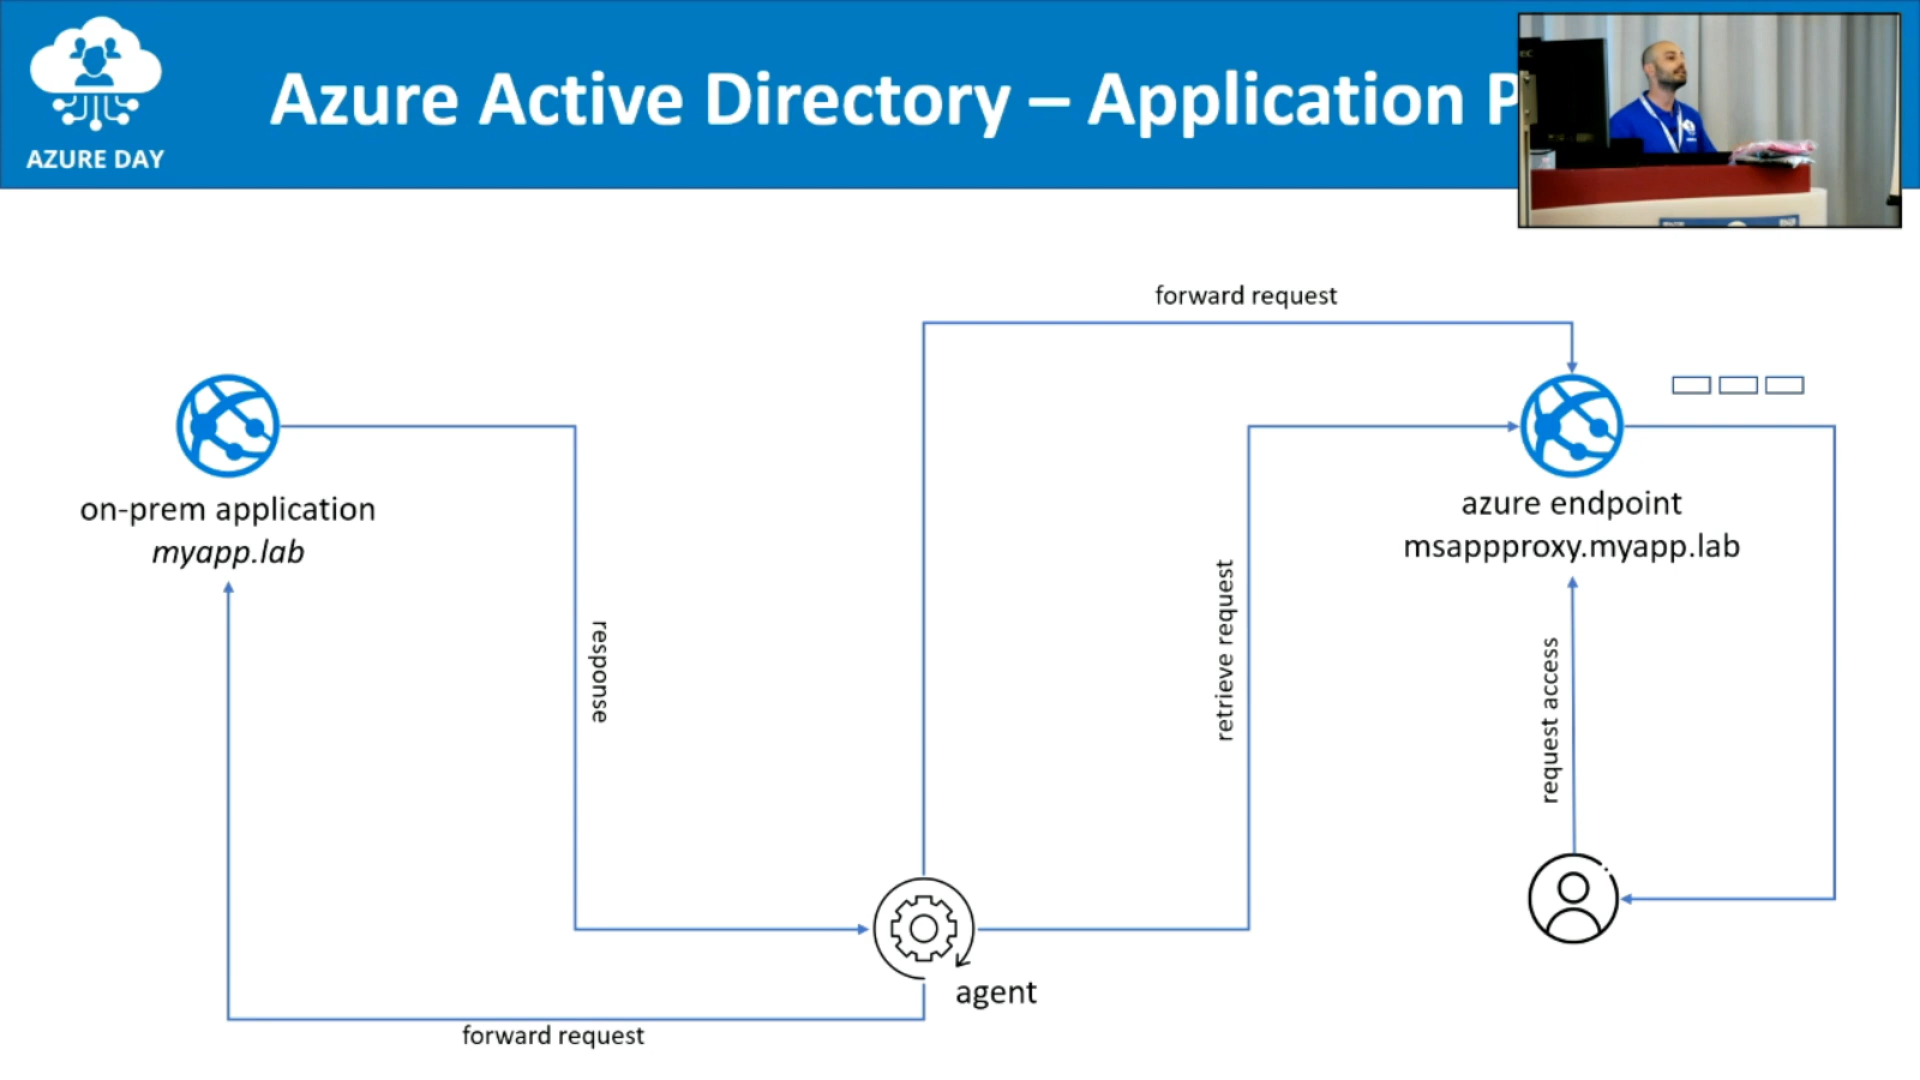 Azure Active Directory – Application P
AZURE DAY
forward request
on-prem application
myapp.lab
azure endpoint
msappproxy.myapp.lab
response
retrieve request
request access
agent
forward request